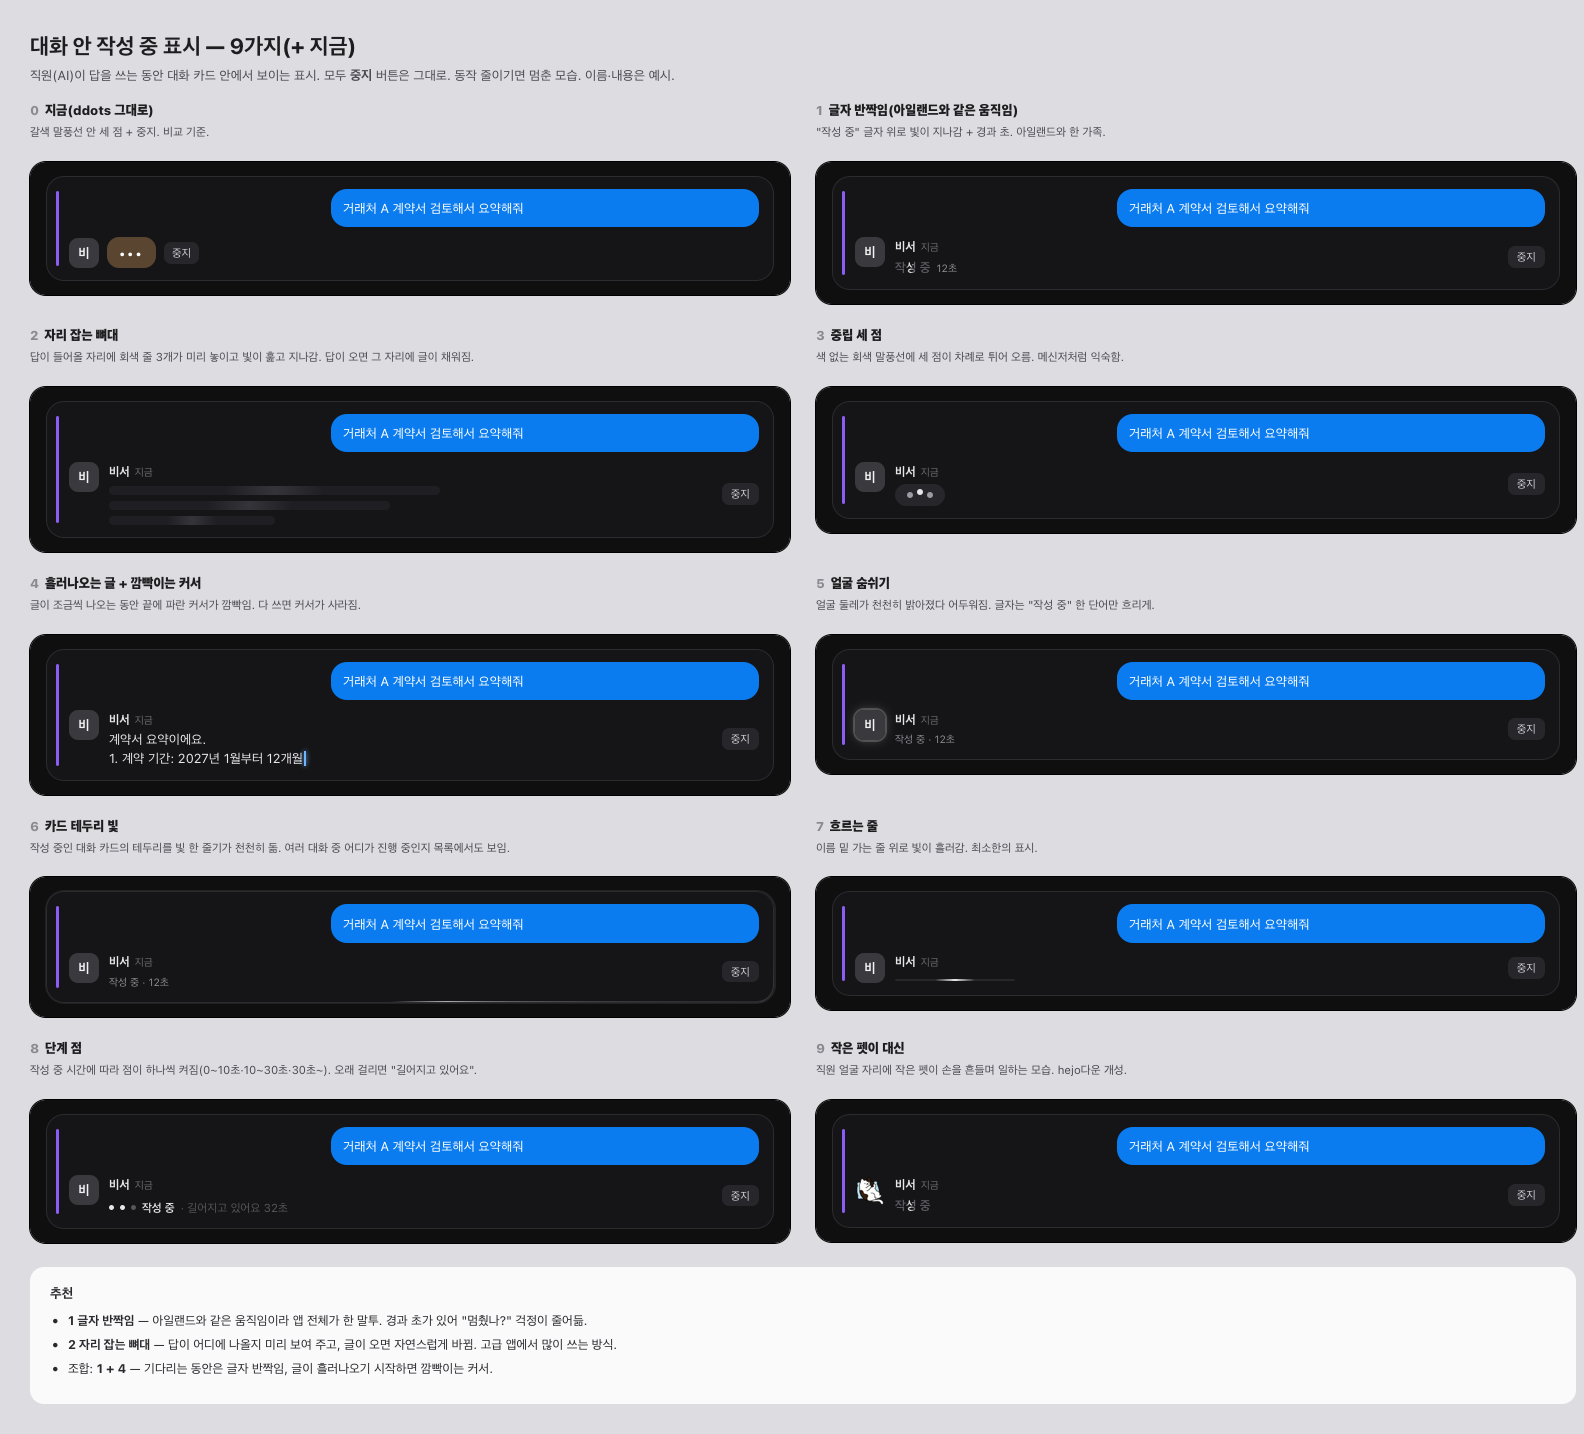 대화 안 작성 중 표시 — 9가지(+ 지금)
직원(AI)이 답을 쓰는 동안 대화 카드 안에서 보이는 표시. 모두 중지 버튼은 그대로. 동작 줄이기면 멈춘 모습. 이름·내용은 예시.
0 지금(ddots 그대로)
갈색 말풍선 안 세 점 + 중지. 비교 기준.
거래처 A 계약서 검토해서 요약해줘
비
중지
1 글자 반짝임(아일랜드와 같은 움직임)
"작성 중" 글자 위로 빛이 지나감 + 경과 초. 아일랜드와 한 가족.
거래처 A 계약서 검토해서 요약해줘
비
비서 지금
작성 중 12초
중지
2 자리 잡는 뼈대
답이 들어올 자리에 회색 줄 3개가 미리 놓이고 빛이 훑고 지나감. 답이 오면 그 자리에 글이 채워짐.
거래처 A 계약서 검토해서 요약해줘
비
비서 지금
중지
3 중립 세 점
색 없는 회색 말풍선에 세 점이 차례로 튀어 오름. 메신저처럼 익숙함.
거래처 A 계약서 검토해서 요약해줘
비
비서 지금
중지
4 흘러나오는 글 + 깜빡이는 커서
글이 조금씩 나오는 동안 끝에 파란 커서가 깜빡임. 다 쓰면 커서가 사라짐.
거래처 A 계약서 검토해서 요약해줘
비
비서 지금
계약서 요약이에요.
1. 계약 기간: 2027년 1월부터 12개월
중지
5 얼굴 숨쉬기
얼굴 둘레가 천천히 밝아졌다 어두워짐. 글자는 "작성 중" 한 단어만 흐리게.
거래처 A 계약서 검토해서 요약해줘
비
비서 지금
작성 중 · 12초
중지
6 카드 테두리 빛
작성 중인 대화 카드의 테두리를 빛 한 줄기가 천천히 돎. 여러 대화 중 어디가 진행 중인지 목록에서도 보임.
거래처 A 계약서 검토해서 요약해줘
비
비서 지금
작성 중 · 12초
중지
7 흐르는 줄
이름 밑 가는 줄 위로 빛이 흘러감. 최소한의 표시.
거래처 A 계약서 검토해서 요약해줘
비
비서 지금
중지
8 단계 점
작성 중 시간에 따라 점이 하나씩 켜짐(0~10초·10~30초·30초~). 오래 걸리면 "길어지고 있어요".
거래처 A 계약서 검토해서 요약해줘
비
비서 지금
작성 중 · 길어지고 있어요 32초
중지
9 작은 펫이 대신
직원 얼굴 자리에 작은 펫이 손을 흔들며 일하는 모습. hejo다운 개성.
거래처 A 계약서 검토해서 요약해줘
비서 지금
작성 중
중지
추천
• 1 글자 반짝임 — 아일랜드와 같은 움직임이라 앱 전체가 한 말투. 경과 초가 있어 "멈췄나?" 걱정이 줄어듦.
• 2 자리 잡는 뼈대 — 답이 어디에 나올지 미리 보여 주고, 글이 오면 자연스럽게 바뀜. 고급 앱에서 많이 쓰는 방식.
• 조합: 1 + 4 — 기다리는 동안은 글자 반짝임, 글이 흘러나오기 시작하면 깜빡이는 커서.